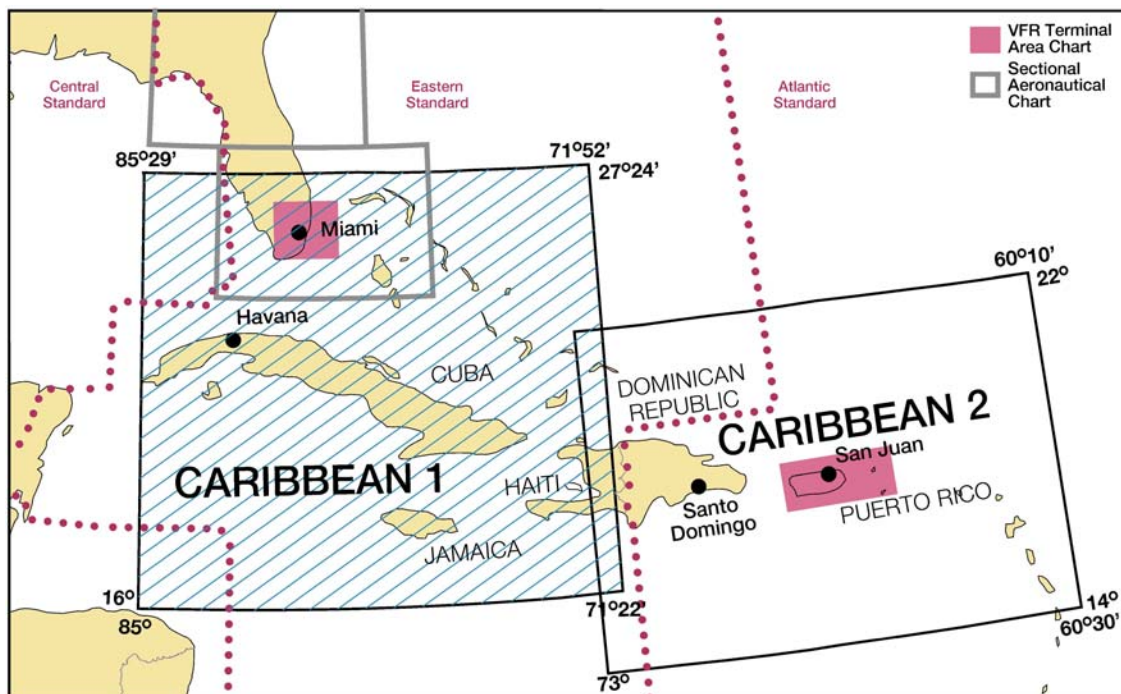 VFR Terminal
Area Chart
Sectional
Aeronautical
Chart
Central
Standard
Eastern
Standard
Atlantic
Standard
85°29'
71°52'
27°24'
Miami
60°10'
22°
Havana
CUBA
DOMINICAN
REPUBLIC
CARIBBEAN 2
San Juan
CARIBBEAN 1
HAITI
Santo
Domingo
PUERTO RICO
JAMAICA
16°
85°
71°22'
14°
60°30'
73°